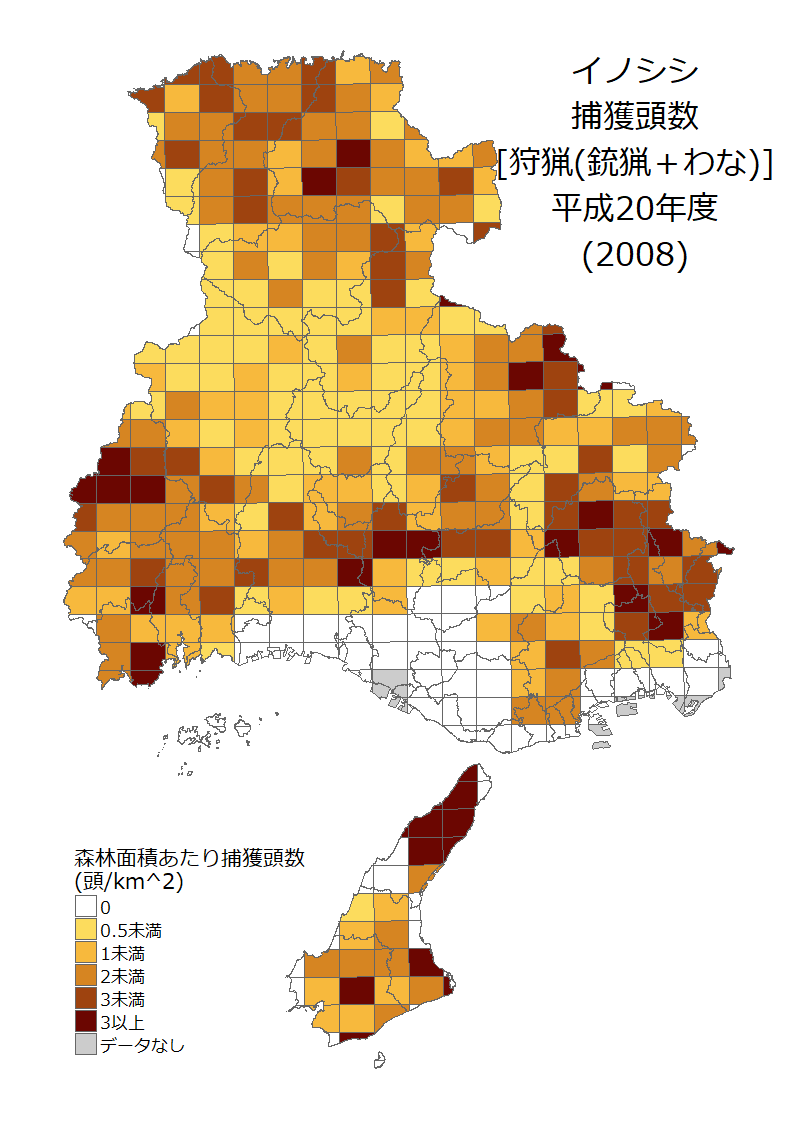 イノシシ
捕獲頭数
[狩猟(銃猟＋わな)]
平成20年度
(2008)
森林面積あたり捕獲頭数
(頭/km^2)
0
0.5未満
1未満
2未満
3未満
3以上
データなし